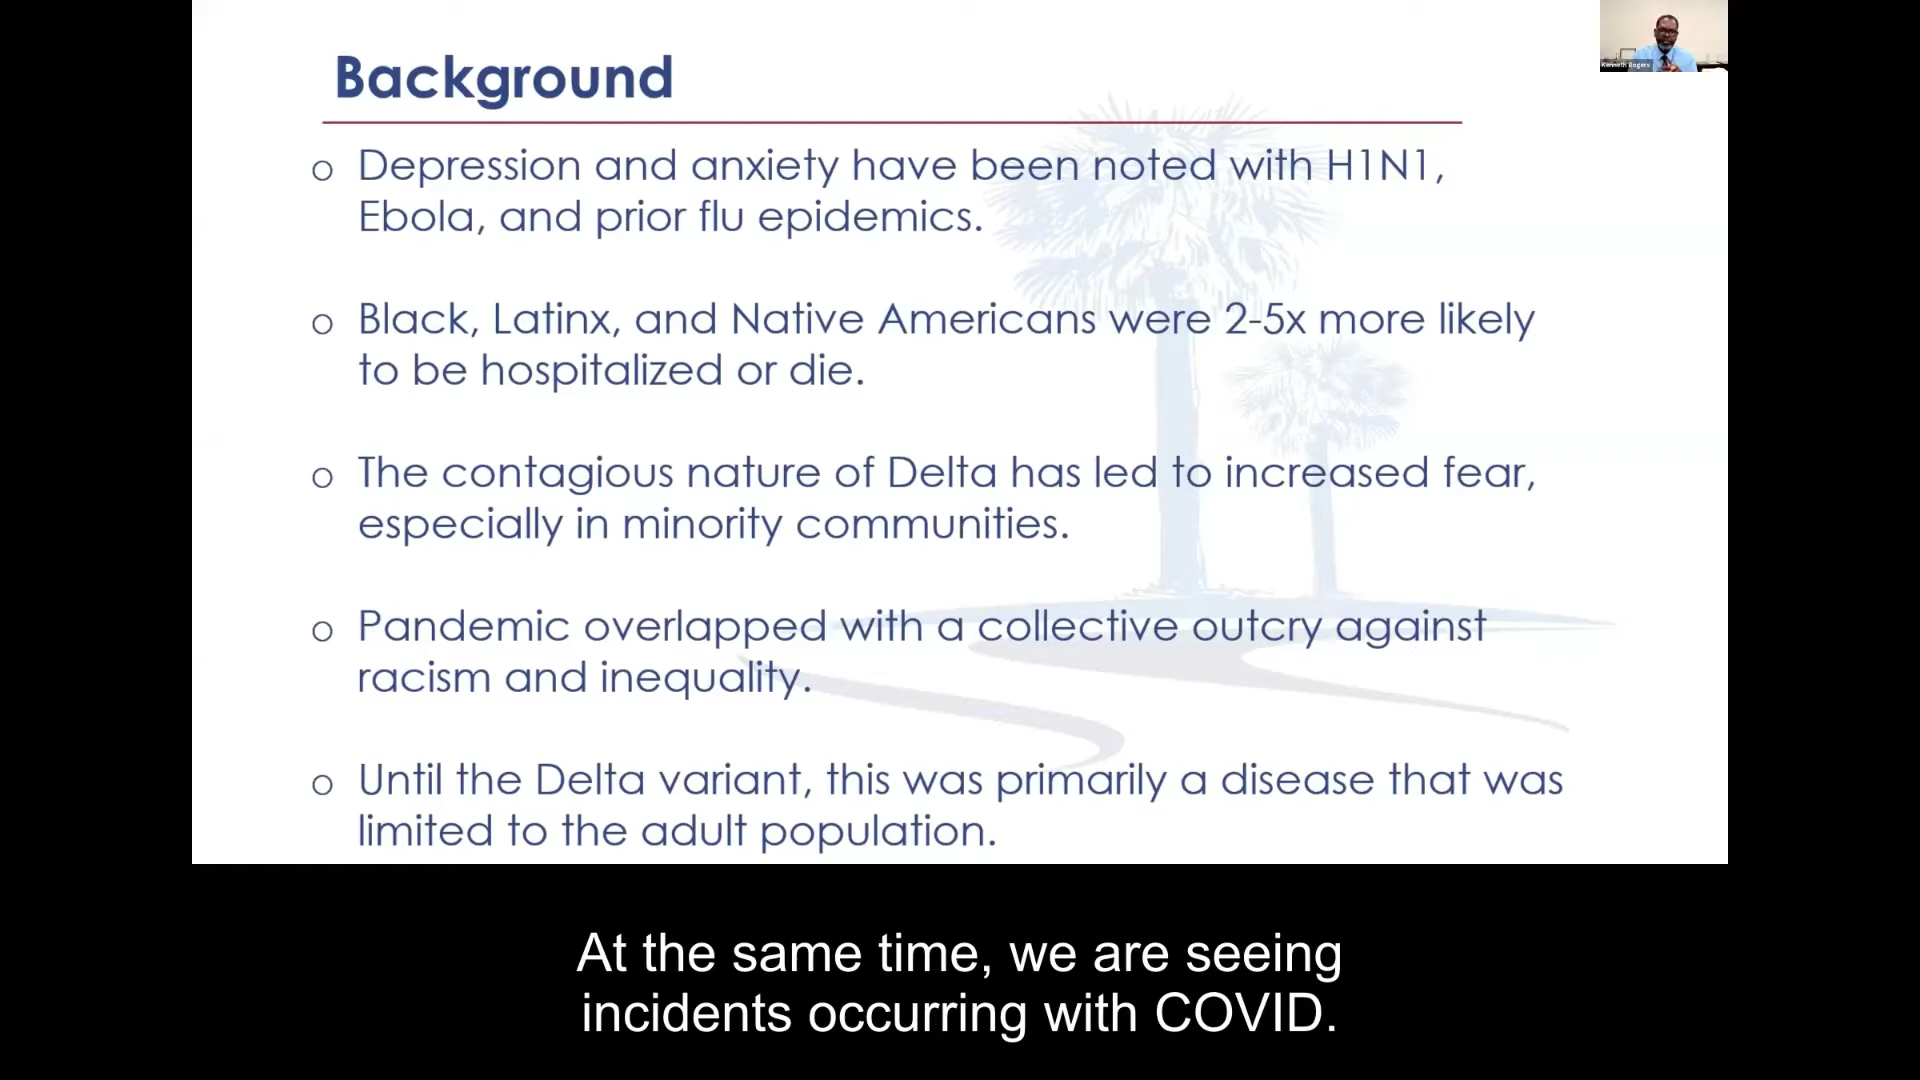 Background
Kenneth Rogers
o Depression and anxiety have been noted with H1N1,
Ebola, and prior flu epidemics.
o Black, Latinx, and Native Americans were 2-5x more likely
to be hospitalized or die.
o The contagious nature of Delta has led to increased fear,
especially in minority communities.
o Pandemic overlapped with a collective outcry against
racism and inequality.
o Until the Delta variant, this was primarily a disease that was
limited to the adult population.
At the same time, we are seeing
incidents occurring with COVID.